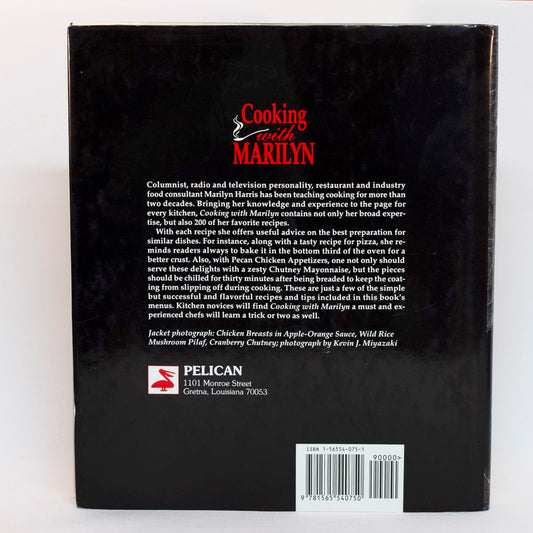 Cooking
with
MARILYN
Columnist, radio and television personality, restaurant and industry
food consultant Marilyn Harris has been teaching cooking for more than
two decades. Bringing her knowledge and experience to the page for
every kitchen, Cooking with Marilyn contains not only her broad exper-
tise, but also 200 of her favorite recipes.
With each recipe she offers useful advice on the best preparation for
similar dishes. For instance, along with a tasty recipe for pizza, she re-
minds readers always to bake it in the bottom third of the oven for a
better crust. Also, with Pecan Chicken Appetizers, one not only should
serve these delights with a zesty Chutney Mayonnaise, but the pieces
should be chilled for thirty minutes after being breaded to keep the coat-
ing from slipping off during cooking. These are just a few of the simple
but successful and flavorful recipes and tips included in this book's
menus. Kitchen novices will find Cooking with Marilyn a must and ex-
perienced chefs will learn a trick or two as well.
Jacket photograph: Chicken Breasts in Apple-Orange Sauce, Wild Rice
Mushroom Pilaf, Cranberry Chutney; photograph by Kevin J. Miyazaki
PELICAN
1101 Monroe Street
Gretna, Louisiana 70053
ISBN 1-56554-075-1
90000>
9 781565 540750